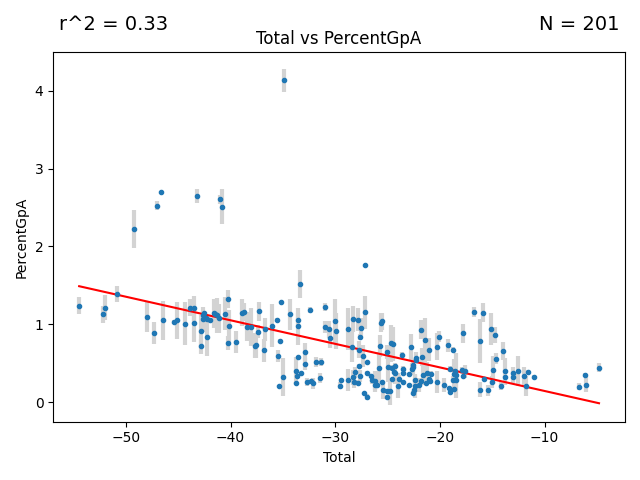 r^2 = 0.33
N = 201
Total vs PercentGpA
PercentGpA
4
3
2
1
0
−50
−40
−30
−20
−10
Total